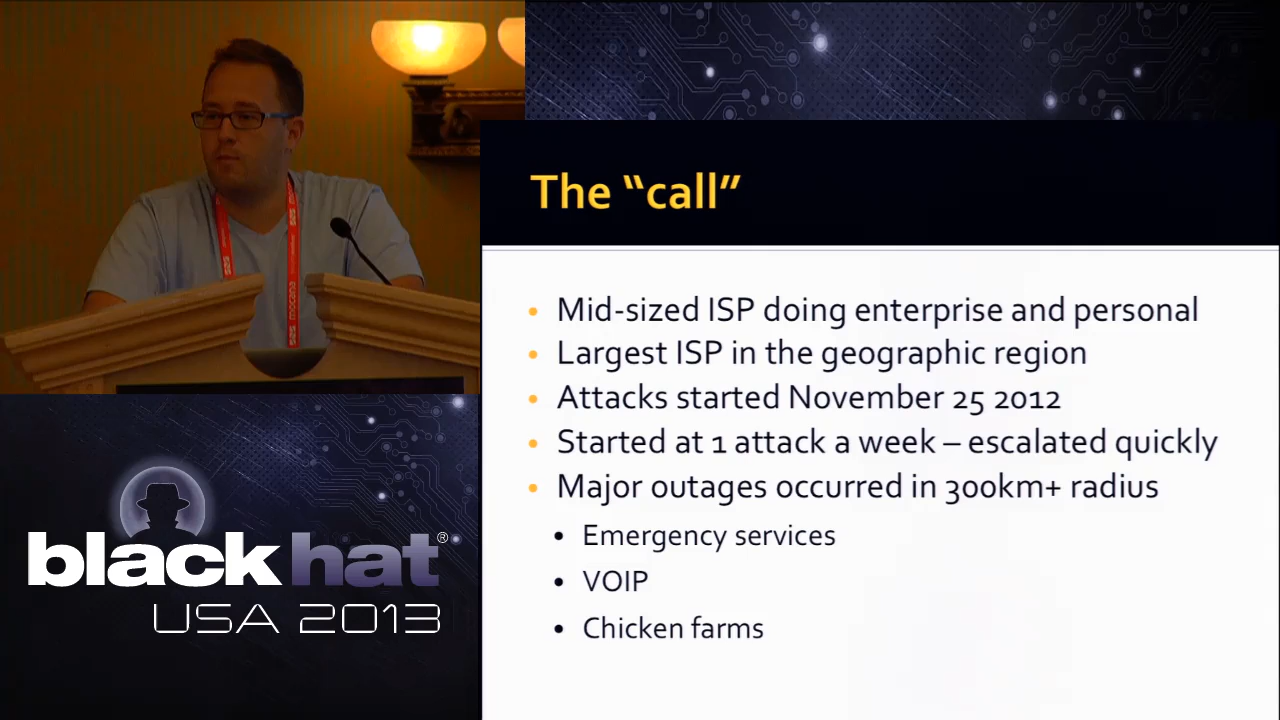 The “call”
Mid-sized ISP doing enterprise and personal
Largest ISP in the geographic region
Attacks started November 25 2012
Started at 1 attack a week – escalated quickly
Major outages occurred in 300km+ radius
Emergency services
VOIP
Chicken farms
blackhat®
USA 2013